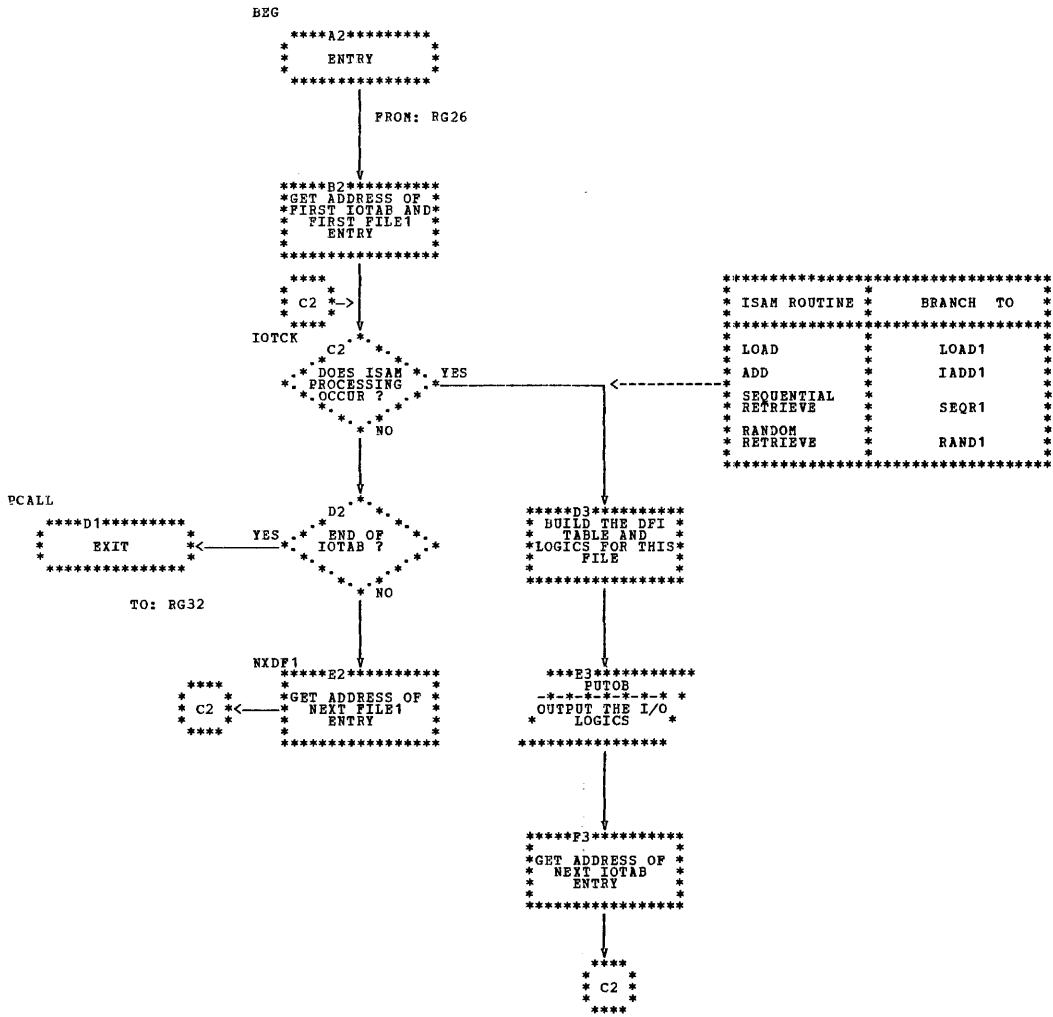 BEG
A2
ENTRY
FROM: RG26
B2
GET ADDRESS OF
FIRST IOTAB AND
FIRST FILE1
ENTRY
C2
IOTCK
C2
DOES ISAM
PROCESSING
OCCUR ?
YES
NO
ISAM ROUTINE BRANCH TO
LOAD LOAD1
ADD IADD1
SEQUENTIAL
RETRIEVE SEQR1
RANDOM
RETRIEVE RAND1
PCALL
D1
EXIT
TO: RG32
D2
END OF
IOTAB ?
YES
NO
D3
BUILD THE DFI
TABLE AND
LOGICS FOR THIS
FILE
NXDF1
E2
GET ADDRESS OF
NEXT FILE1
ENTRY
C2
E3
PUTOB
OUTPUT THE I/O
LOGICS
F3
GET ADDRESS OF
NEXT IOTAB
ENTRY
C2